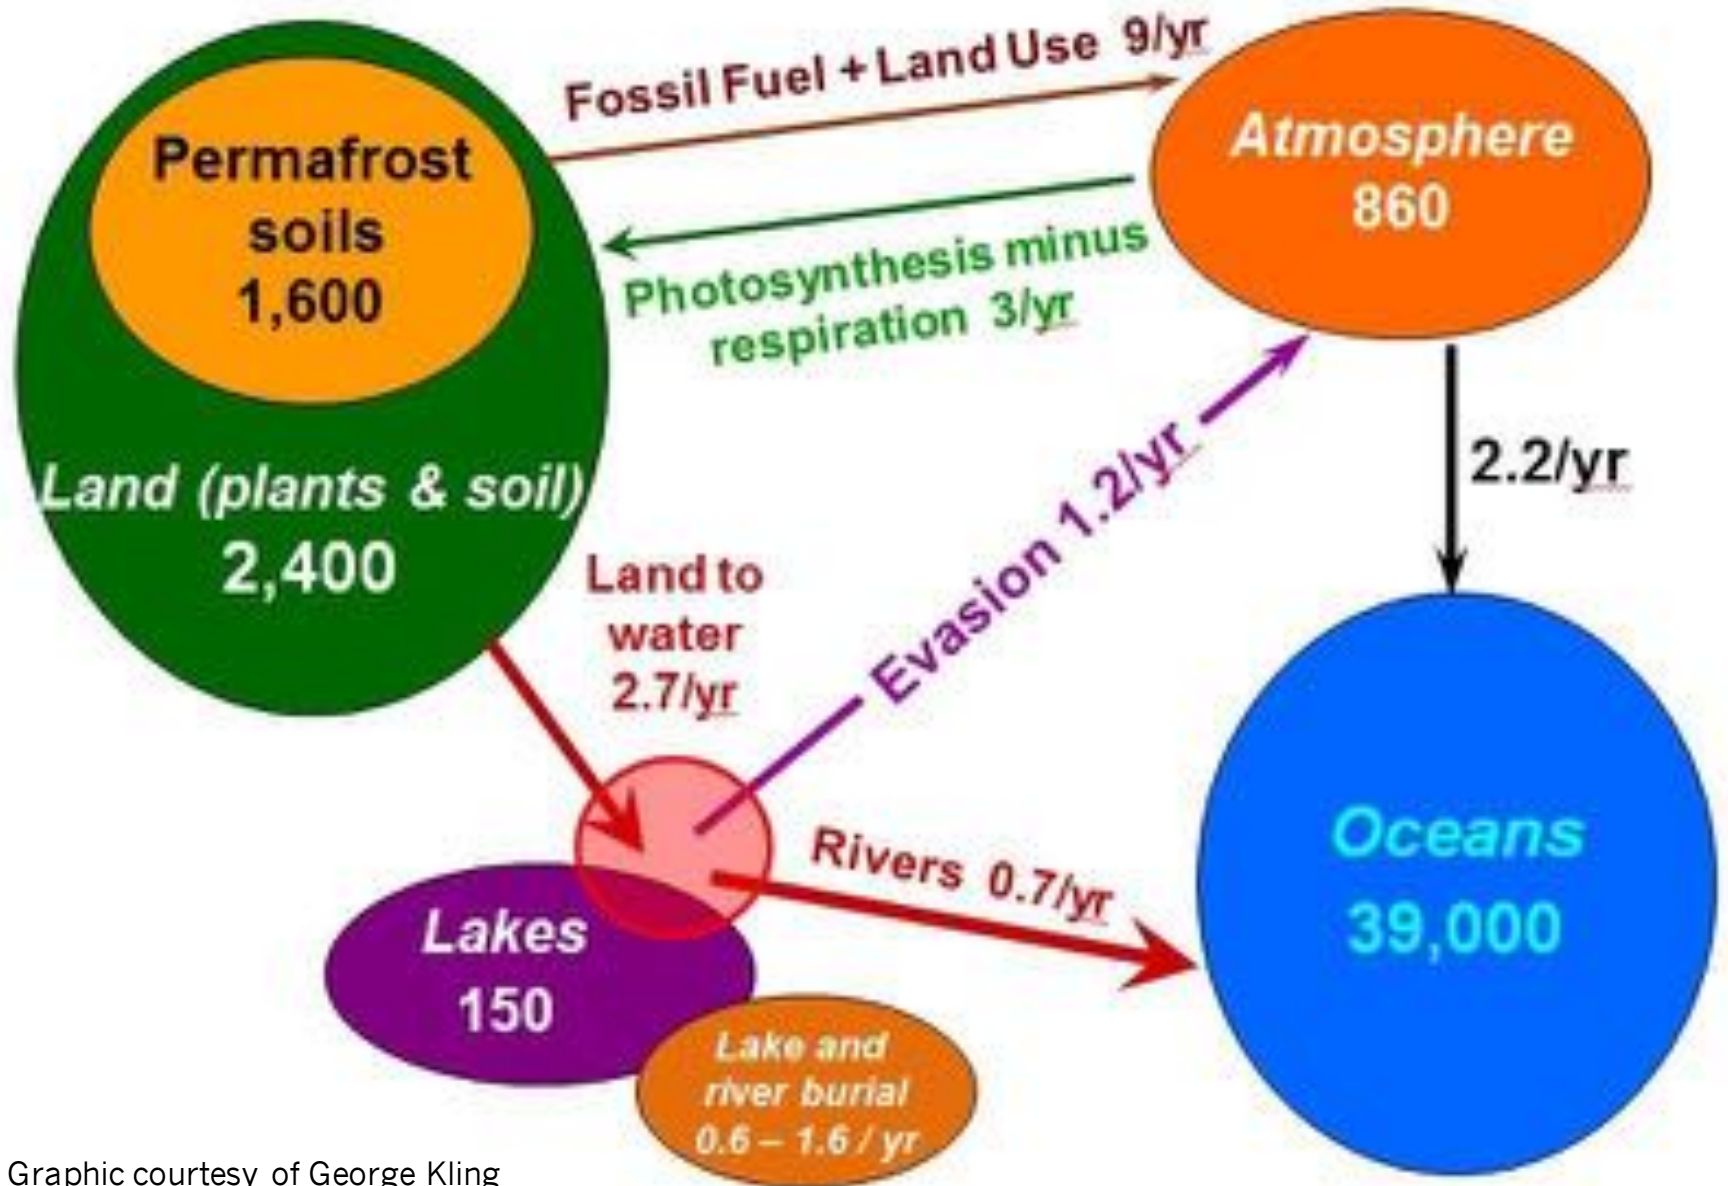 Fossil Fuel + Land Use 9/yr
Permafrost
soils
1,600
Atmosphere
860
Photosynthesis minus
respiration 3/yr
Land (plants & soil)
2,400
2.2/yr
Evasion 1.2/yr
Land to
water
2.7/yr
Rivers 0.7/yr
Oceans
39,000
Lakes
150
Lake and
river burial
0.6 – 1.6 / yr
Graphic courtesy of George Kling